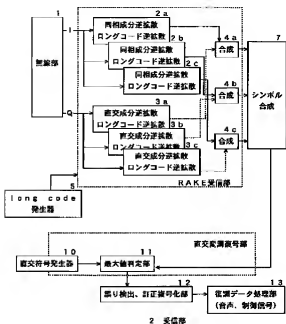 1
無線部
I
Q
2a
同相成分逆拡散
ロングコード逆拡散
2b
同相成分逆拡散
ロングコード逆拡散
2c
同相成分逆拡散
ロングコード逆拡散
3a
直交成分逆拡散
ロングコード逆拡散
3b
直交成分逆拡散
ロングコード逆拡散
3c
直交成分逆拡散
ロングコード逆拡散
4a
合成
4b
合成
4c
合成
7
シンボル
合成
RAKE受信部
5
long code
発生器
直交変調復号部
10
直交符号発生器
11
最大値判定部
12
誤り検出、訂正復号化部
13
復調データ処理部
(音声、制御信号)
2 受信部